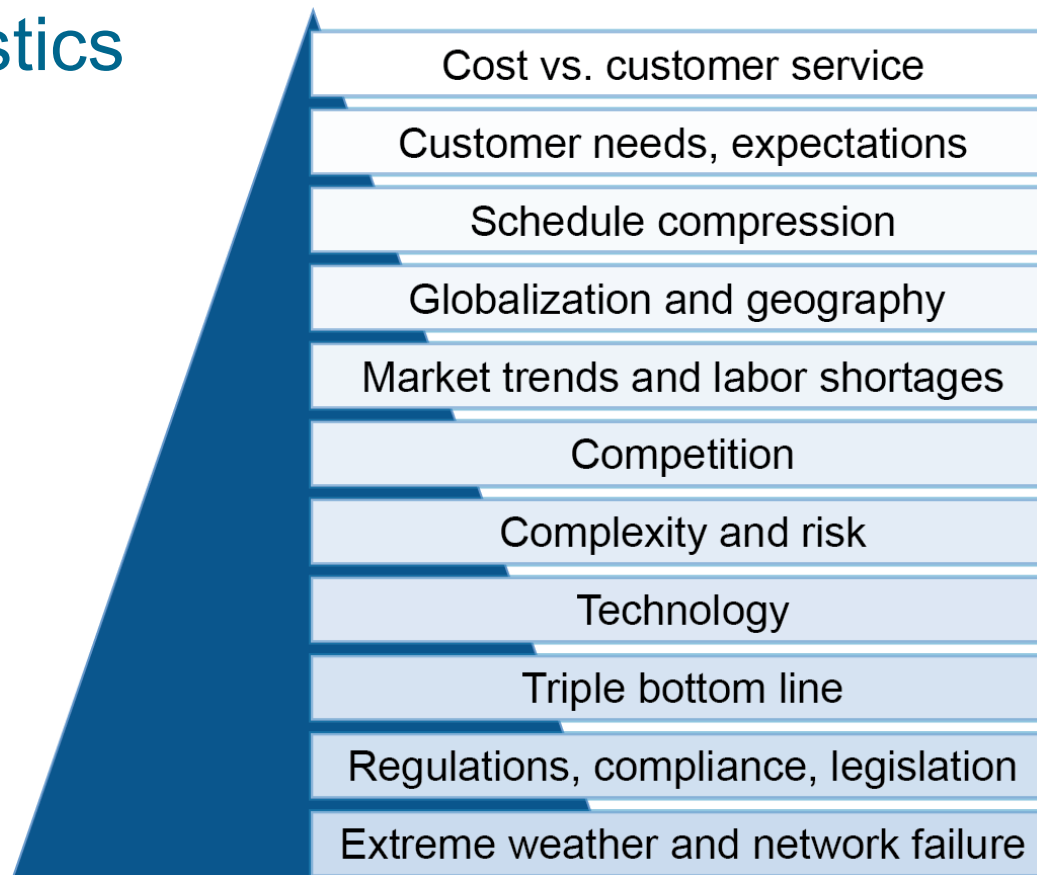 stics
Cost vs. customer service
Customer needs, expectations
Schedule compression
Globalization and geography
Market trends and labor shortages
Competition
Complexity and risk
Technology
Triple bottom line
Regulations, compliance, legislation
Extreme weather and network failure